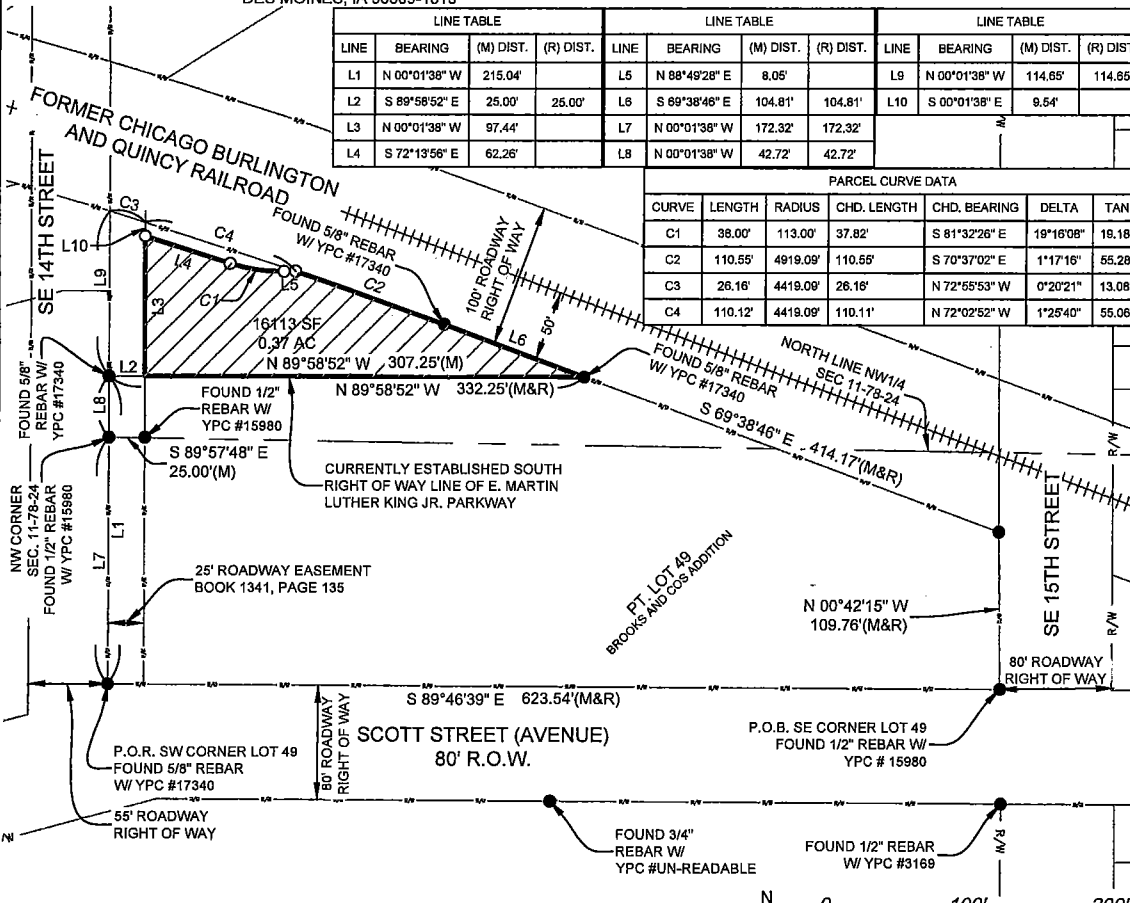 LINE TABLE
LINE BEARING (M) DIST. (R) DIST.
L1 N 00°01'38" W 215.04'
L2 S 89°58'52" E 25.00' 25.00'
L3 N 00°01'38" W 97.44'
L4 S 72°13'56" E 62.26'
LINE TABLE
LINE BEARING (M) DIST. (R) DIST.
L5 N 88°49'28" E 8.05'
L6 S 69°38'46" E 104.81' 104.81'
L7 N 00°01'38" W 172.32' 172.32'
L8 N 00°01'38" W 42.72' 42.72'
LINE TABLE
LINE BEARING (M) DIST. (R) DIST
L9 N 00°01'38" W 114.65' 114.65'
L10 S 00°01'38" E 9.54'
PARCEL CURVE DATA
CURVE LENGTH RADIUS CHD. LENGTH CHD. BEARING DELTA TAN
C1 38.00' 113.00' 37.82' S 81°32'26" E 19°16'08" 19.18
C2 110.55' 4919.09' 110.55' S 70°37'02" E 1°17'16" 55.28
C3 26.16' 4419.09' 26.16' N 72°55'53" W 0°20'21" 13.08
C4 110.12' 4419.09' 110.11' N 72°02'52" W 1°25'40" 55.06
FORMER CHICAGO BURLINGTON
AND QUINCY RAILROAD
SE 14TH STREET
C3
C4
L10
L4
L9
L3
C1
L5
C2
L6
L2
L8
L1
L7
FOUND 5/8" REBAR
W/ YPC #17340
100' ROADWAY
RIGHT OF WAY
50'
16113 SF
0.37 AC
N 89°58'52" W 307.25'(M)
N 89°58'52" W 332.25'(M&R)
FOUND 5/8" REBAR
W/ YPC #17340
NORTH LINE NW1/4
SEC 11-78-24
S 69°38'46" E 414.17'(M&R)
FOUND 5/8"
REBAR W/
YPC #17340
FOUND 1/2"
REBAR W/
YPC #15980
S 89°57'48" E
25.00'(M)
CURRENTLY ESTABLISHED SOUTH
RIGHT OF WAY LINE OF E. MARTIN
LUTHER KING JR. PARKWAY
NW CORNER
SEC. 11-78-24
FOUND 1/2" REBAR
W/ YPC #15980
25' ROADWAY EASEMENT
BOOK 1341, PAGE 135
PT. LOT 49
BROOKS AND COS ADDITION
N 00°42'15" W
109.76'(M&R)
SE 15TH STREET
R/W
R/W
R/W
80' ROADWAY
RIGHT OF WAY
S 89°46'39" E 623.54'(M&R)
SCOTT STREET (AVENUE)
80' R.O.W.
80' ROADWAY
RIGHT OF WAY
P.O.R. SW CORNER LOT 49
FOUND 5/8" REBAR
W/ YPC #17340
P.O.B. SE CORNER LOT 49
FOUND 1/2" REBAR W/
YPC # 15980
55' ROADWAY
RIGHT OF WAY
FOUND 3/4"
REBAR W/
YPC #UN-READABLE
FOUND 1/2" REBAR
W/ YPC #3169
R/W
N 0 100'